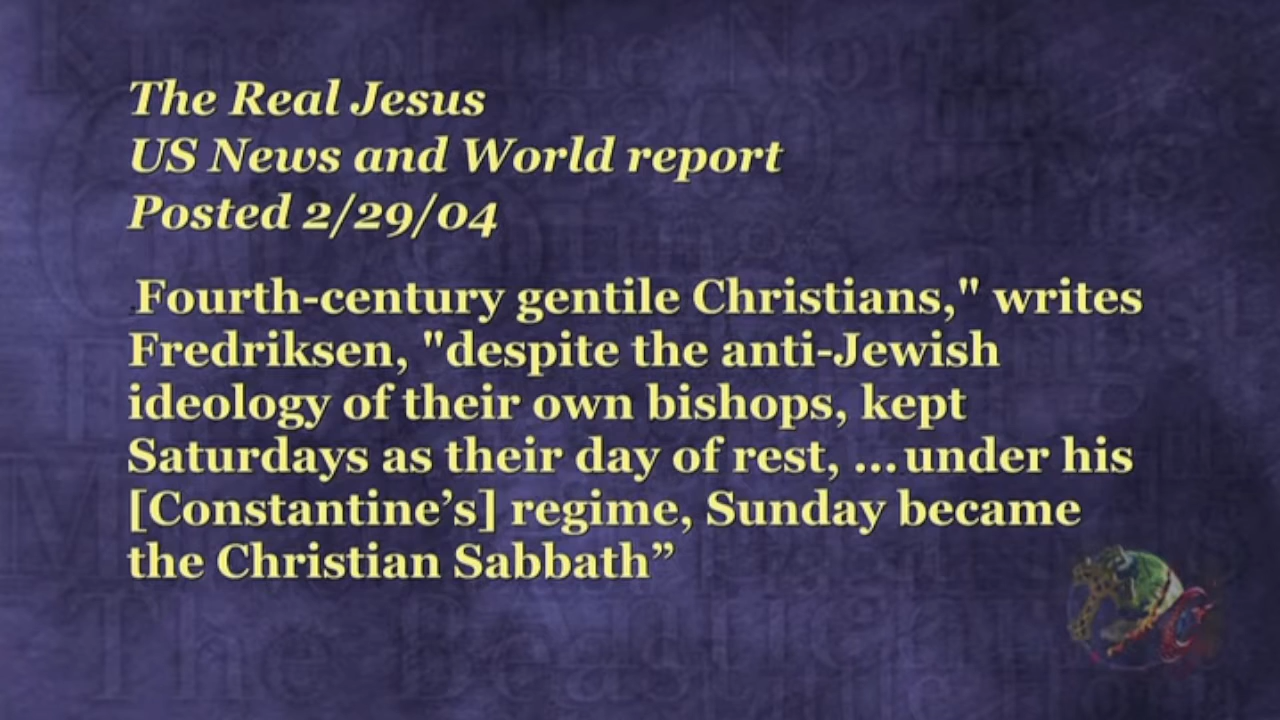 The Real Jesus
US News and World report
Posted 2/29/04
.Fourth-century gentile Christians," writes
Fredriksen, "despite the anti-Jewish
ideology of their own bishops, kept
Saturdays as their day of rest, ...under his
[Constantine’s] regime, Sunday became
the Christian Sabbath”